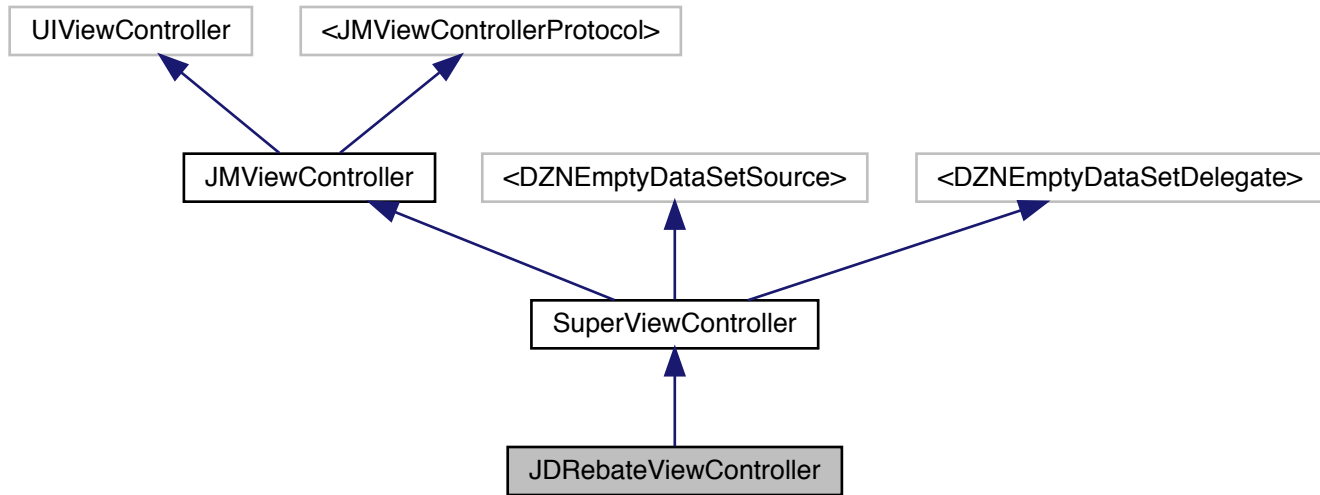 UIViewController
<JMViewControllerProtocol>
JMViewController
<DZNEmptyDataSetSource>
<DZNEmptyDataSetDelegate>
SuperViewController
JDRebateViewController